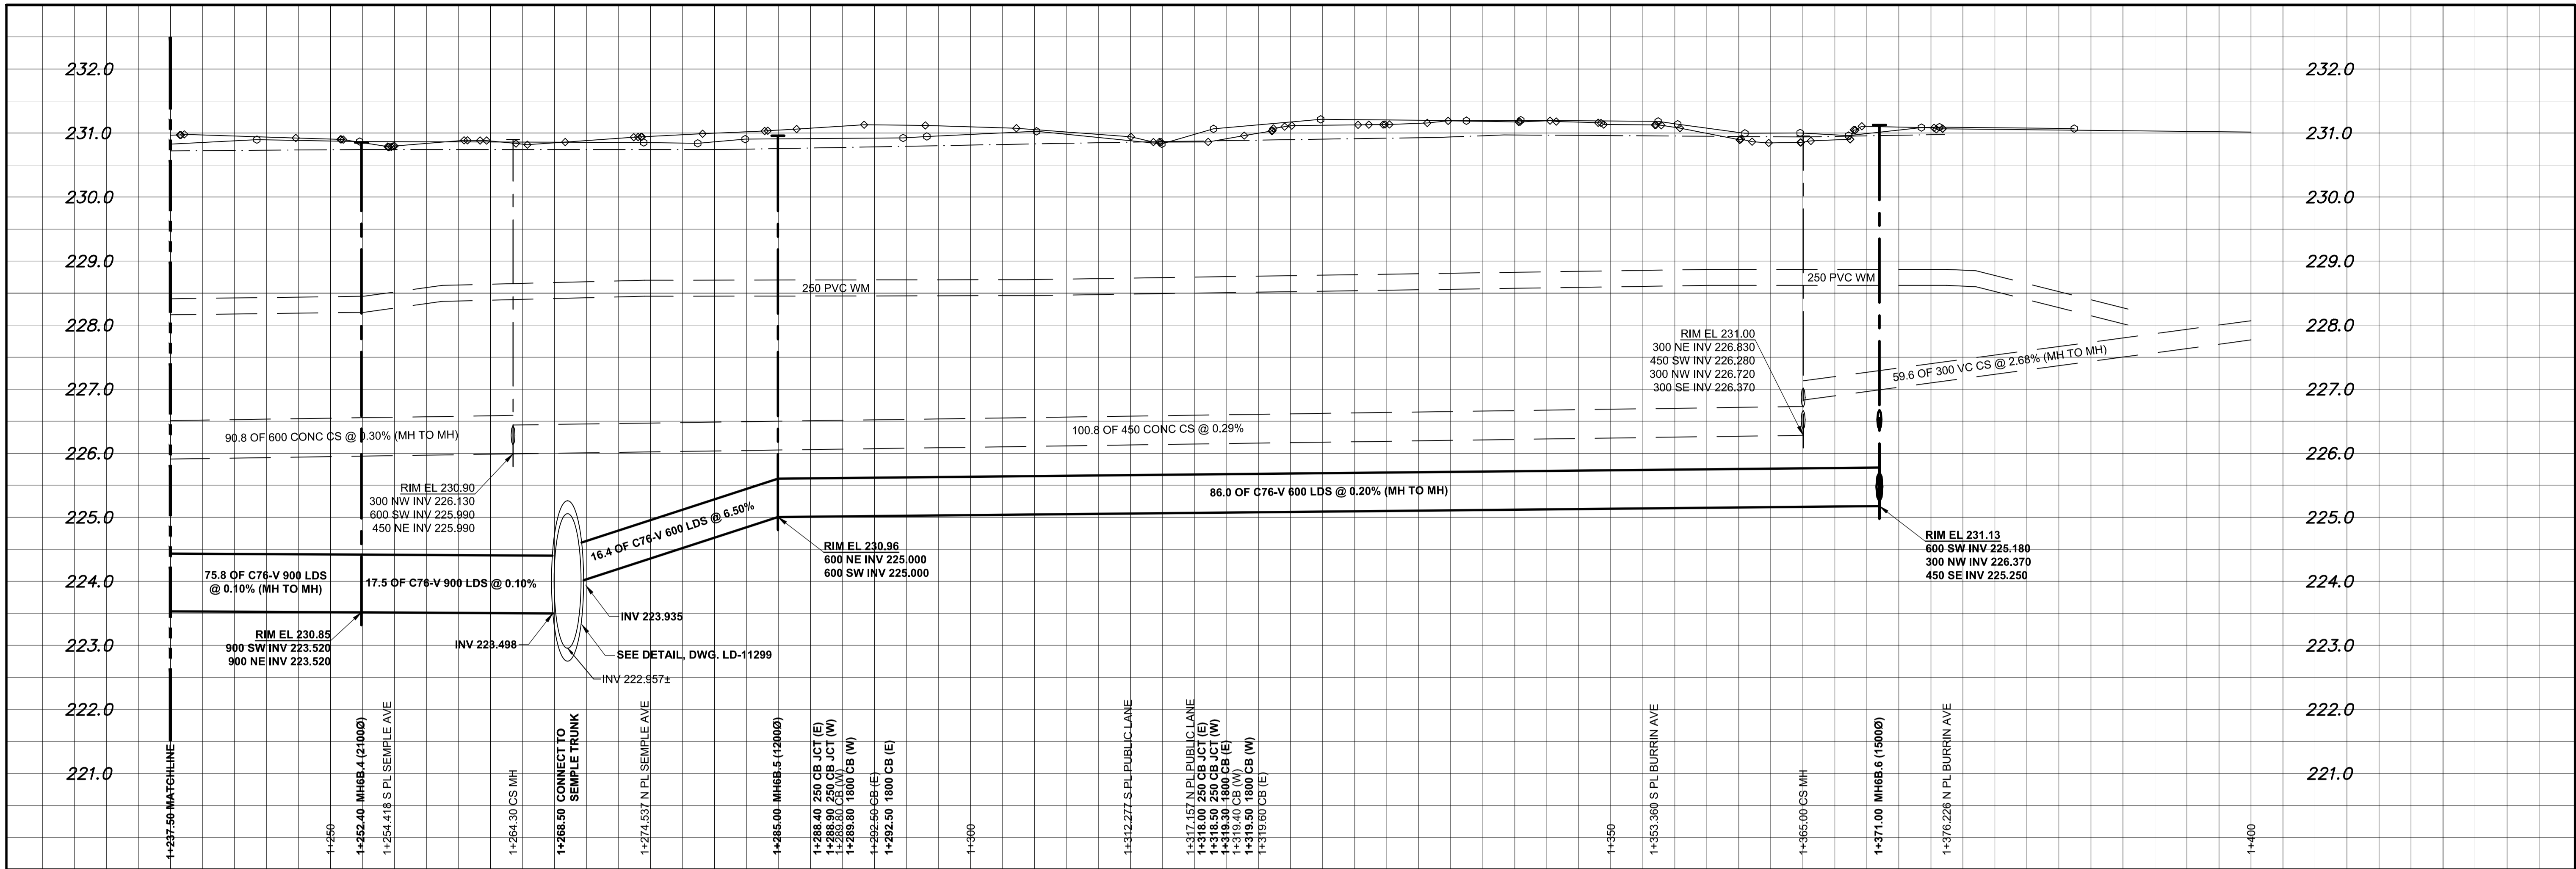 232.0
232.0
231.0
231.0
230.0
230.0
229.0
229.0
250 PVC WM
250 PVC WM
228.0
228.0
RIM EL 231.00
300 NE INV 226.830
450 SW INV 226.280
300 NW INV 226.720
300 SE INV 226.370
59.6 OF 300 VC CS @ 2.68% (MH TO MH)
227.0
227.0
90.8 OF 600 CONC CS @ 0.30% (MH TO MH)
100.8 OF 450 CONC CS @ 0.29%
226.0
226.0
RIM EL 230.90
300 NW INV 226.130
600 SW INV 225.990
450 NE INV 225.990
86.0 OF C76-V 600 LDS @ 0.20% (MH TO MH)
16.4 OF C76-V 600 LDS @ 6.50%
225.0
225.0
RIM EL 230.96
600 NE INV 225.000
600 SW INV 225.000
RIM EL 231.13
600 SW INV 225.180
300 NW INV 226.370
450 SE INV 225.250
224.0
224.0
75.8 OF C76-V 900 LDS
@ 0.10% (MH TO MH)
17.5 OF C76-V 900 LDS @ 0.10%
INV 223.935
223.0
223.0
RIM EL 230.85
900 SW INV 223.520
900 NE INV 223.520
INV 223.498
SEE DETAIL, DWG. LD-11299
INV 222.957±
222.0
222.0
221.0
221.0
1+237.50 MATCHLINE
1+250
1+252.40 MH6B.4 (2100Ø)
1+254.418 S PL SEMPLE AVE
1+264.30 CS MH
1+268.50 CONNECT TO
SEMPLE TRUNK
1+274.537 N PL SEMPLE AVE
1+285.00 MH6B.5 (1200Ø)
1+288.40 250 CB JCT (E)
1+288.90 250 CB JCT (W)
1+289.80 CB (W)
1+289.80 1800 CB (W)
1+292.50 CB (E)
1+292.50 1800 CB (E)
1+300
1+312.277 S PL PUBLIC LANE
1+317.157 N PL PUBLIC LANE
1+318.00 250 CB JCT (E)
1+318.50 250 CB JCT (W)
1+319.30 1800 CB (E)
1+319.40 CB (W)
1+319.50 1800 CB (W)
1+319.60 CB (E)
1+350
1+353.360 S PL BURRIN AVE
1+365.00 CS MH
1+371.00 MH6B.6 (1500Ø)
1+376.226 N PL BURRIN AVE
1+400